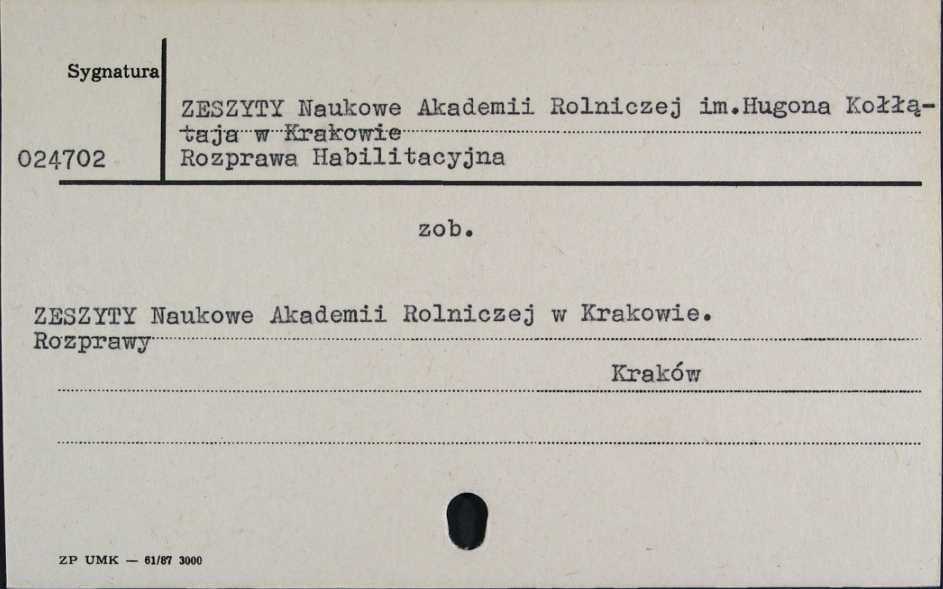 Sygnatura
ZESZYTY Naukowe Akademii Rolniczej im.Hugona Kołłą-
taja w Krakowie
024702 Rozprawa Habilitacyjna
zob.
ZESZYTY Naukowe Akademii Rolniczej w Krakowie.
Rozprawy
Kraków
ZP UMK — 61/87 3000